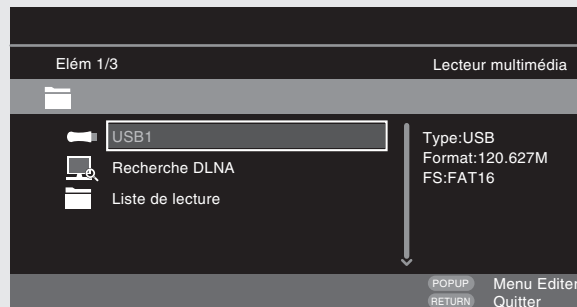 Elém 1/3
Lecteur multimédia
USB1
Recherche DLNA
Liste de lecture
Type:USB
Format:120.627M
FS:FAT16
POPUP Menu Editer
RETURN Quitter